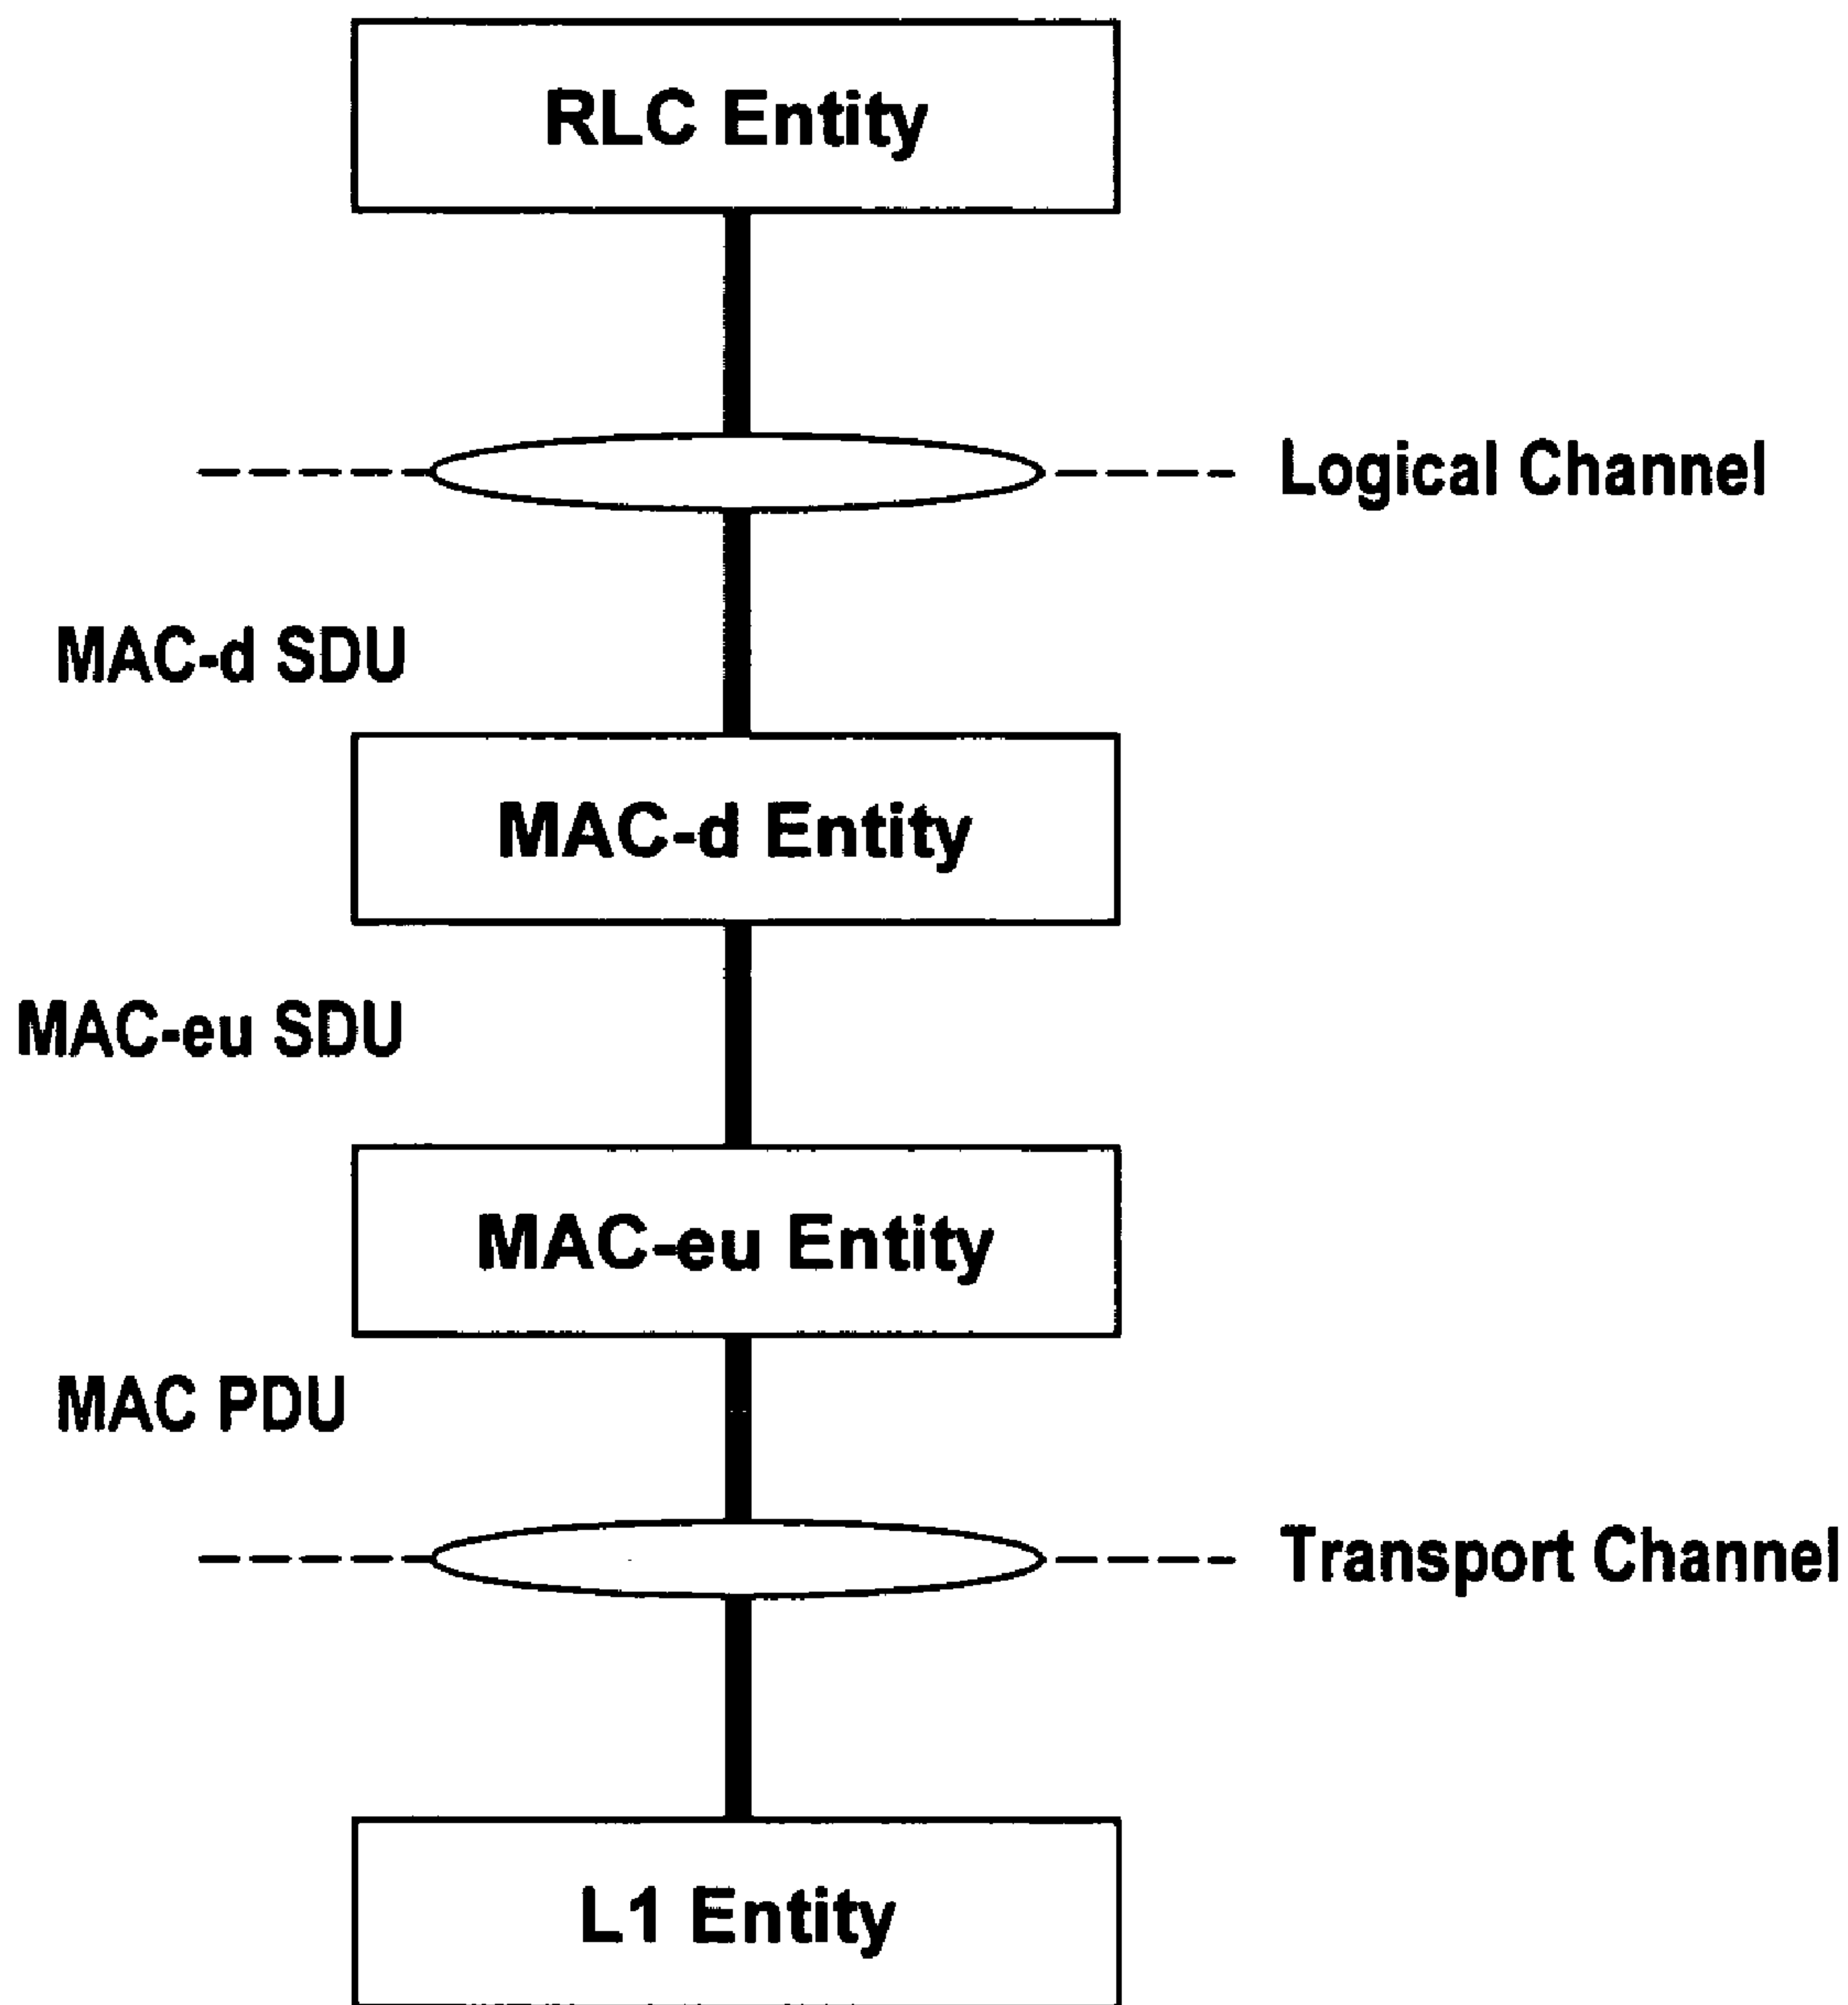 RLC Entity
Logical Channel
MAC-d SDU
MAC-d Entity
MAC-eu SDU
MAC-eu Entity
MAC PDU
Transport Channel
L1 Entity